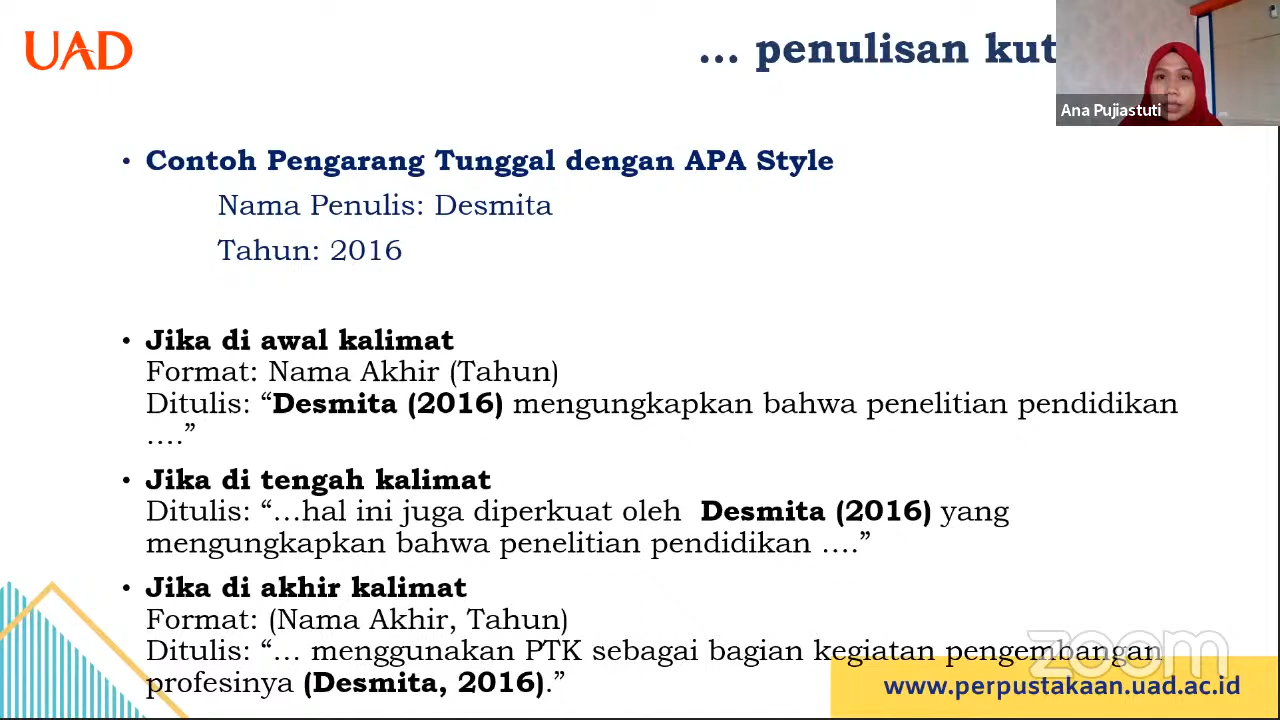 UAD
... penulisan
Ana Pujiastuti
• Contoh Pengarang Tunggal dengan APA Style
Nama Penulis: Desmita
Tahun: 2016
• Jika di awal kalimat
Format: Nama Akhir (Tahun)
Ditulis: “Desmita (2016) mengungkapkan bahwa penelitian pendidikan
....”
• Jika di tengah kalimat
Ditulis: “...hal ini juga diperkuat oleh Desmita (2016) yang
mengungkapkan bahwa penelitian pendidikan ....”
• Jika di akhir kalimat
Format: (Nama Akhir, Tahun)
Ditulis: “... menggunakan PTK sebagai bagian kegiatan pengembangan
profesinya (Desmita, 2016).”
zoom
www.perpustakaan.uad.ac.id